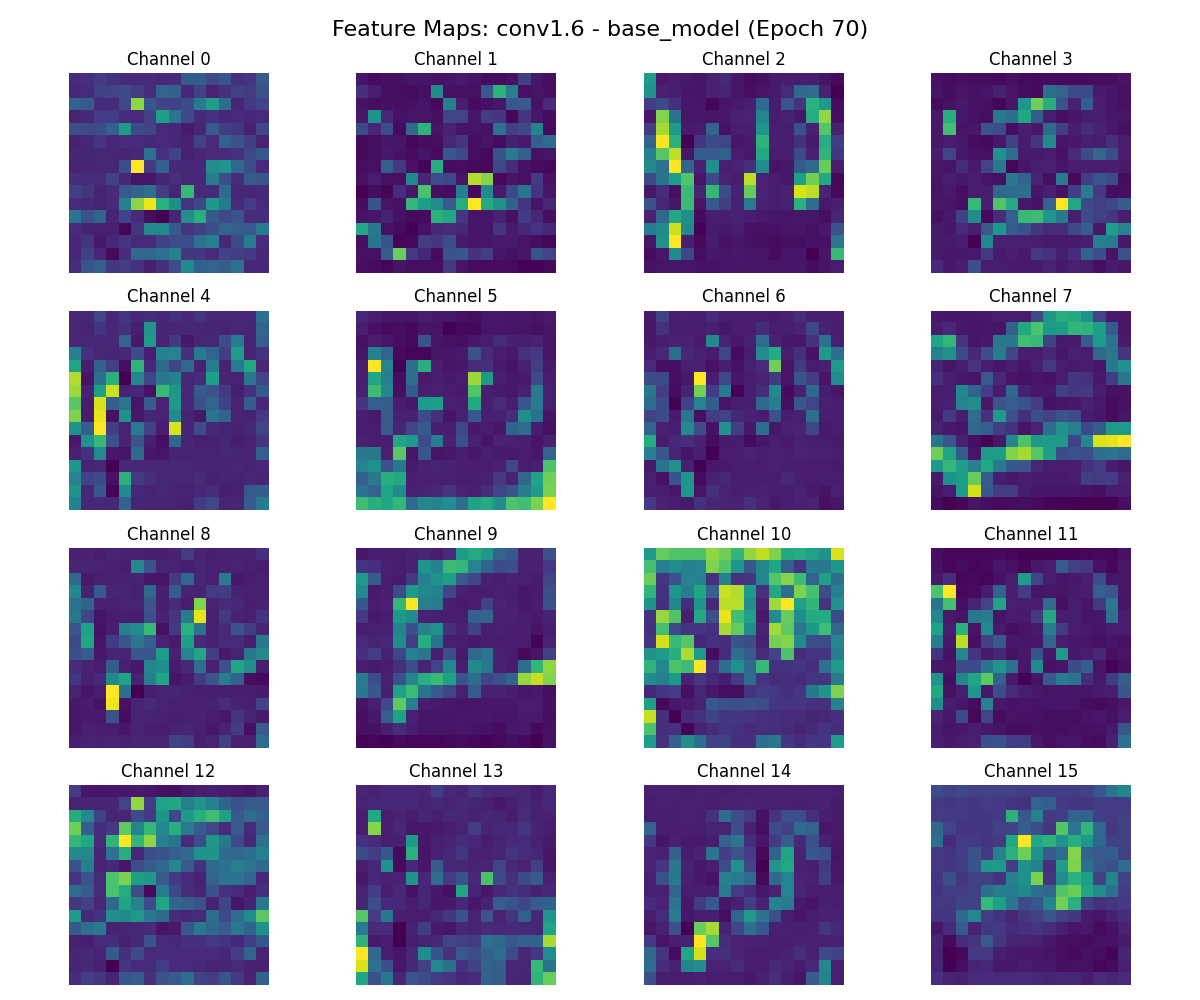 Feature Maps: conv1.6 - base_model (Epoch 70)
Channel 0
Channel 1
Channel 2
Channel 3
Channel 4
Channel 5
Channel 6
Channel 7
Channel 8
Channel 9
Channel 10
Channel 11
Channel 12
Channel 13
Channel 14
Channel 15